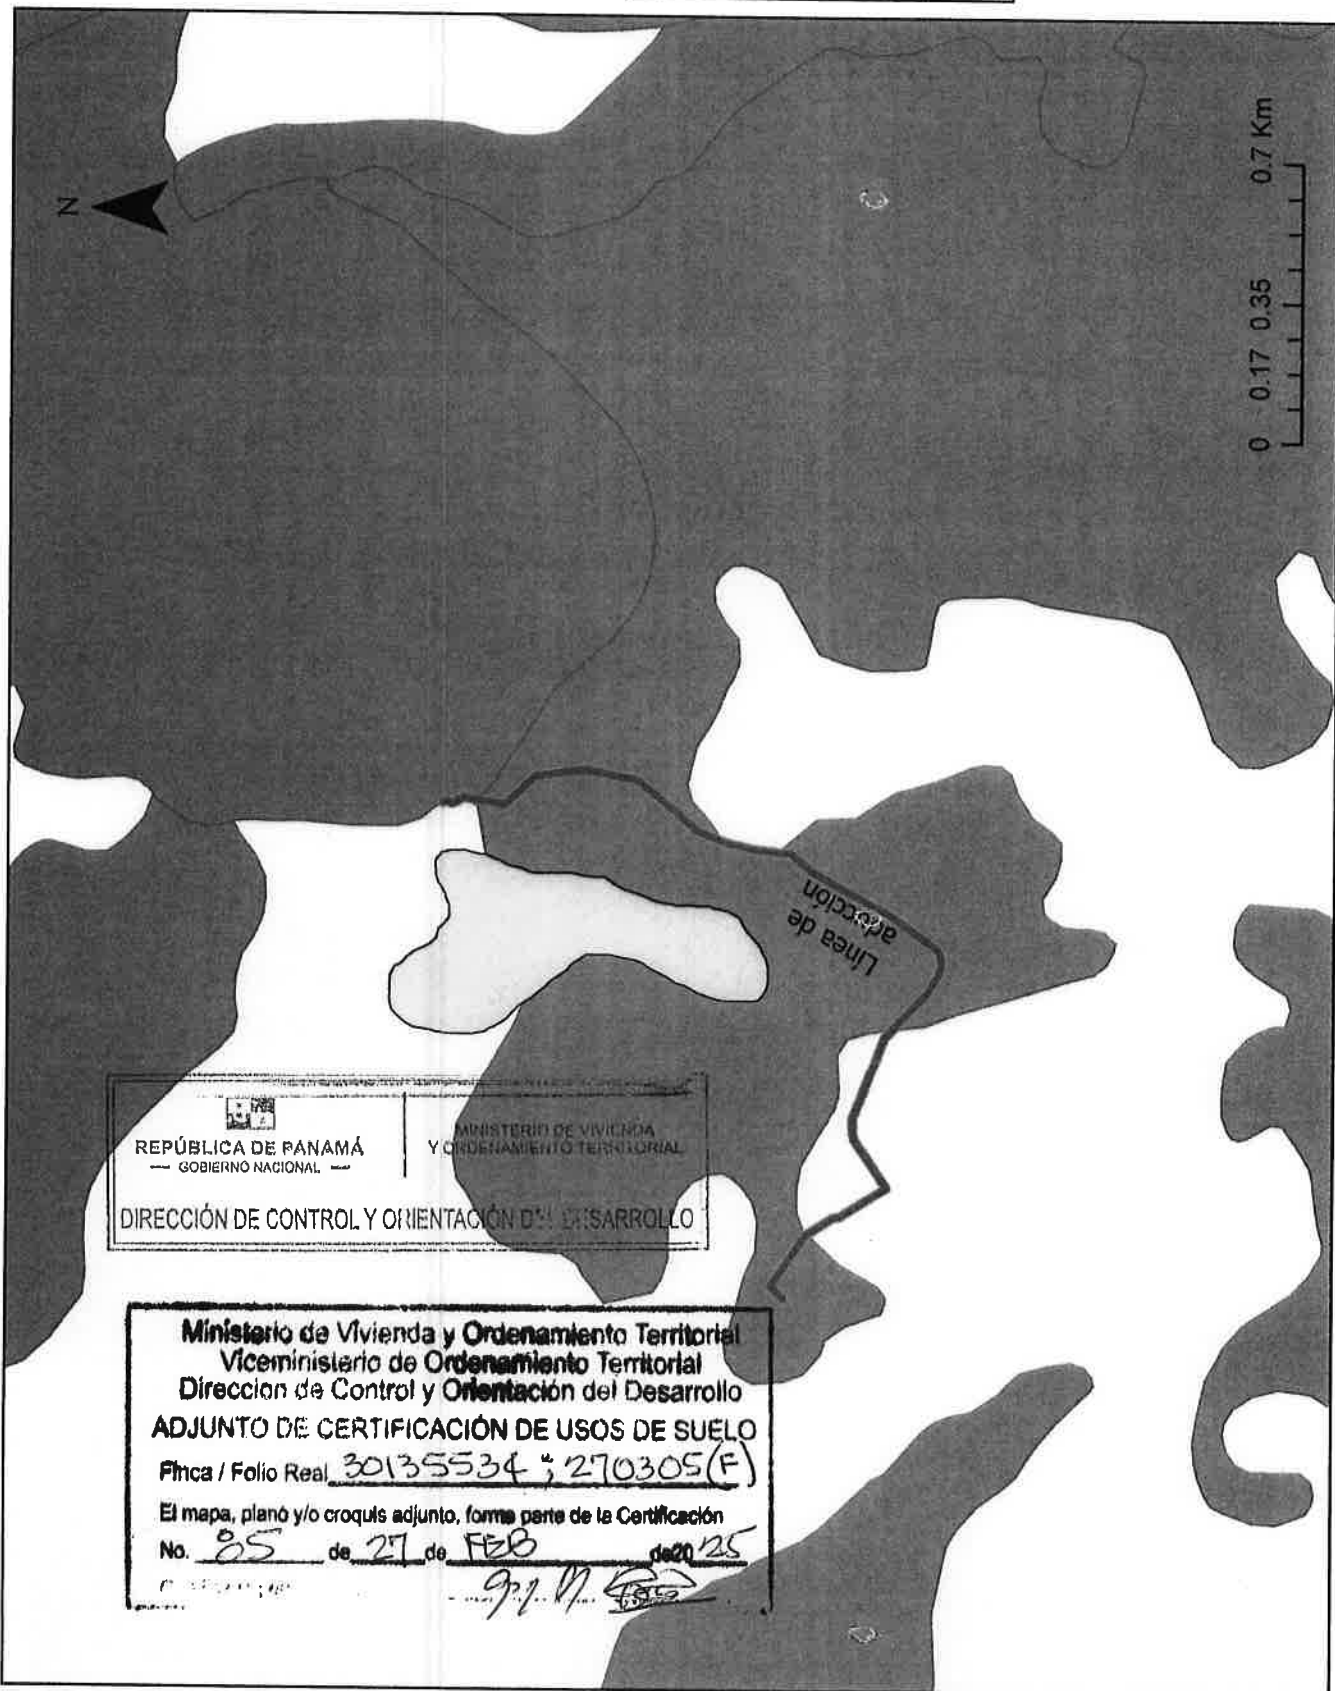 N
0 0.17 0.35 0.7 Km
Línea de
aducción
REPÚBLICA DE PANAMÁ
— GOBIERNO NACIONAL —
MINISTERIO DE VIVIENDA
Y ORDENAMIENTO TERRITORIAL
DIRECCIÓN DE CONTROL Y ORIENTACIÓN DEL DESARROLLO
Ministerio de Vivienda y Ordenamiento Territorial
Viceministerio de Ordenamiento Territorial
Direccion de Control y Orientación del Desarrollo
ADJUNTO DE CERTIFICACIÓN DE USOS DE SUELO
Finca / Folio Real 30135534 ; 270305(F)
El mapa, plano y/o croquis adjunto, forma parte de la Certificación
No. 85 de 27 de FEB de20 25